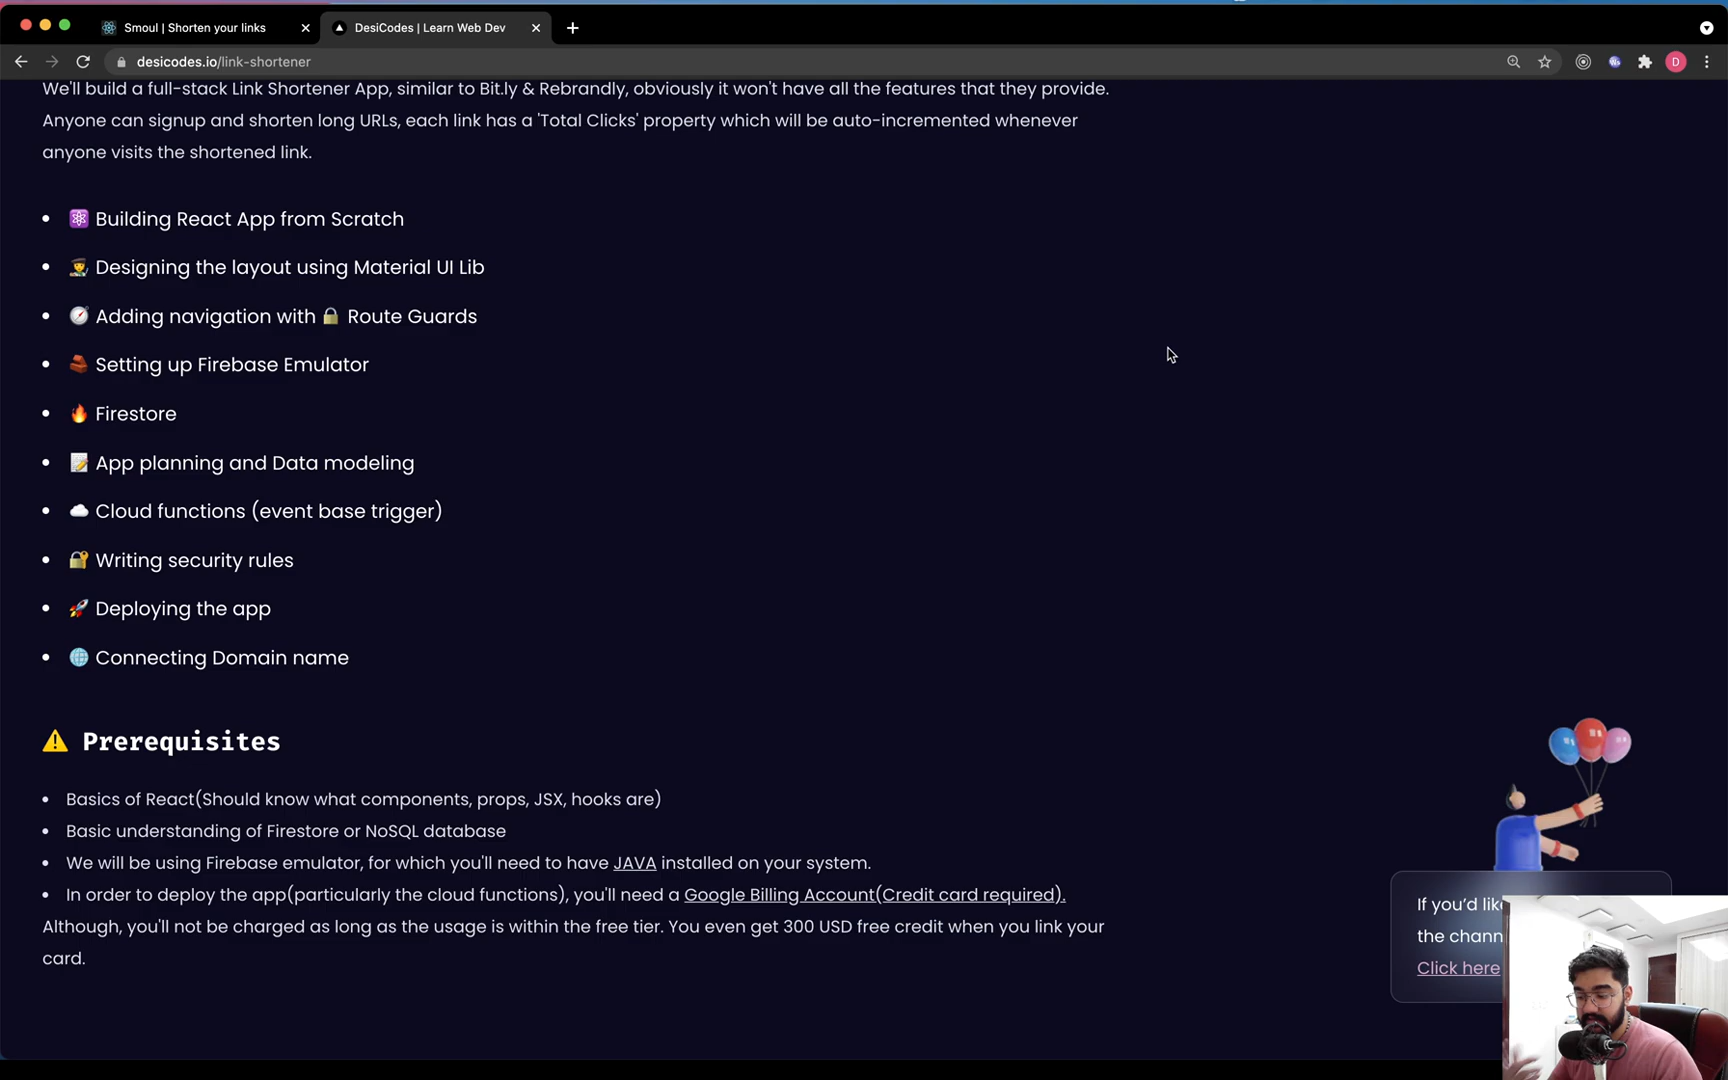 Smoul | Shorten your links
DesiCodes | Learn Web Dev
desicodes.io/link-shortener
D
We'll build a full-stack Link Shortener App, similar to Bit.ly & Rebrandly, obviously it won't have all the features that they provide.
Anyone can signup and shorten long URLs, each link has a 'Total Clicks' property which will be auto-incremented whenever
anyone visits the shortened link.
Building React App from Scratch
Designing the layout using Material UI Lib
Adding navigation with 🔒 Route Guards
Setting up Firebase Emulator
Firestore
App planning and Data modeling
Cloud functions (event base trigger)
Writing security rules
Deploying the app
Connecting Domain name
Prerequisites
Basics of React(Should know what components, props, JSX, hooks are)
Basic understanding of Firestore or NoSQL database
We will be using Firebase emulator, for which you'll need to have JAVA installed on your system.
In order to deploy the app(particularly the cloud functions), you'll need a Google Billing Account(Credit card required).
Although, you'll not be charged as long as the usage is within the free tier. You even get 300 USD free credit when you link your
card.
If you'd
the
Click here